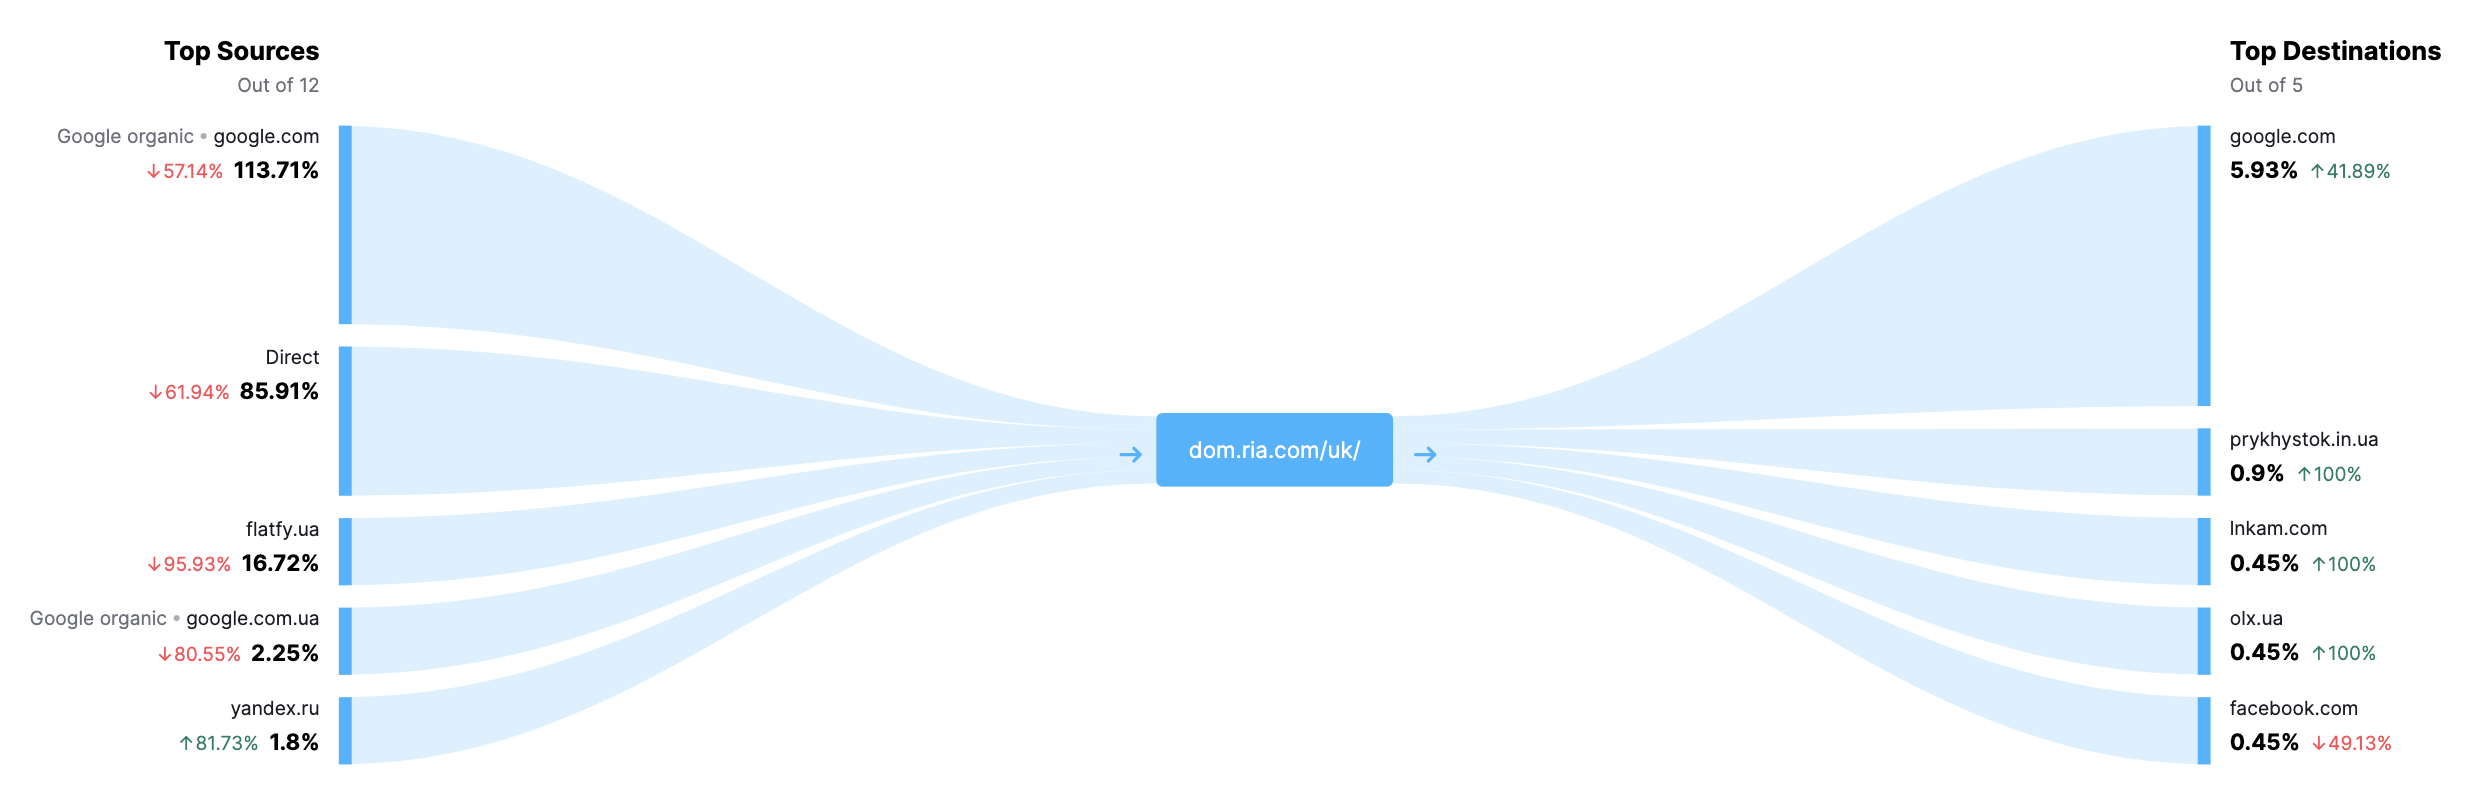 Top Sources
Out of 12
Google organic • google.com
↓57.14% 113.71%
Direct
↓61.94% 85.91%
flatfy.ua
↓95.93% 16.72%
Google organic • google.com.ua
↓80.55% 2.25%
yandex.ru
↑81.73% 1.8%
→ dom.ria.com/uk/ →
Top Destinations
Out of 5
google.com
5.93% ↑41.89%
prykhystok.in.ua
0.9% ↑100%
lnkam.com
0.45% ↑100%
olx.ua
0.45% ↑100%
facebook.com
0.45% ↓49.13%